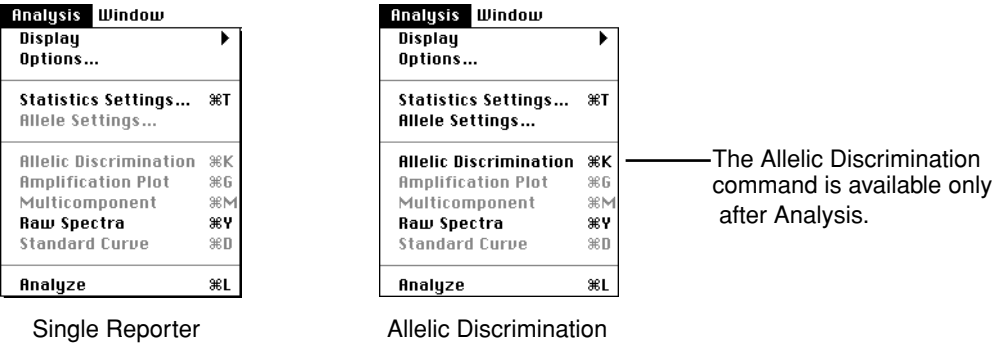 Analysis Window
Display
Options...
Statistics Settings... ⌘T
Allele Settings...
Allelic Discrimination ⌘K
Amplification Plot ⌘G
Multicomponent ⌘M
Raw Spectra ⌘Y
Standard Curve ⌘D
Analyze ⌘L
Single Reporter
Analysis Window
Display
Options...
Statistics Settings... ⌘T
Allele Settings...
Allelic Discrimination ⌘K
Amplification Plot ⌘G
Multicomponent ⌘M
Raw Spectra ⌘Y
Standard Curve ⌘D
Analyze ⌘L
Allelic Discrimination
The Allelic Discrimination
command is available only
after Analysis.